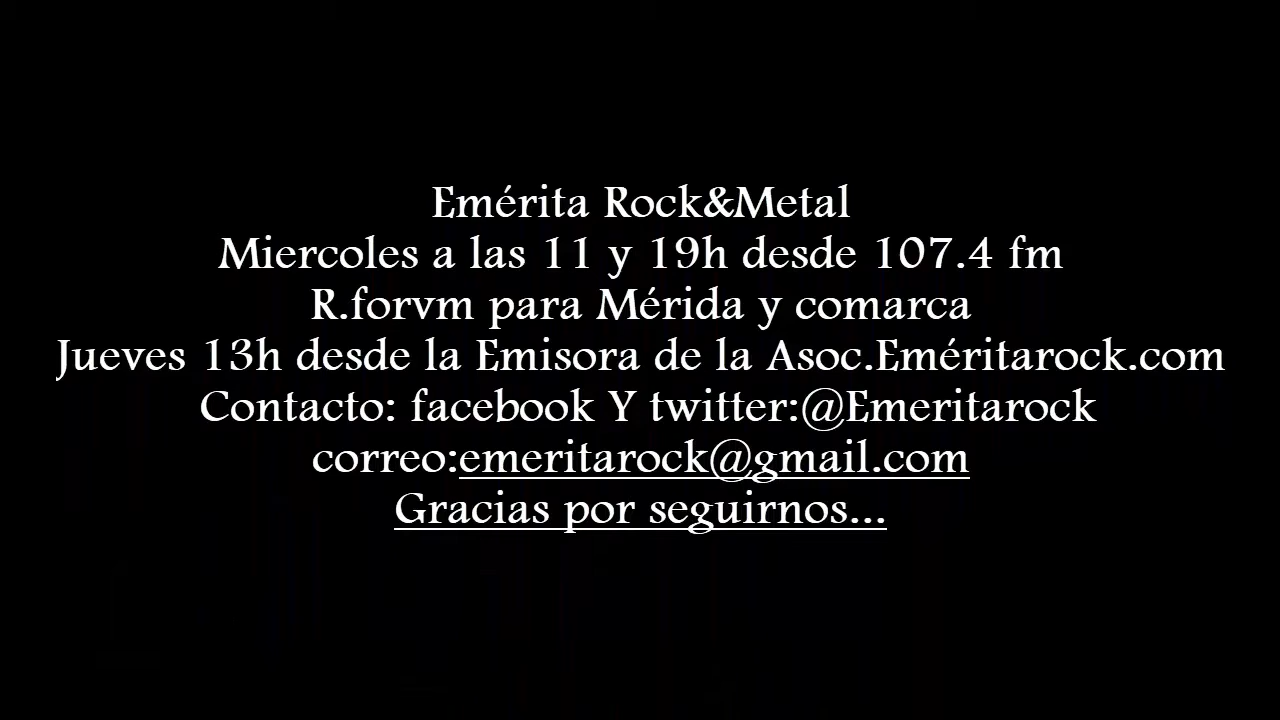 Emérita Rock&Metal
Miercoles a las 11 y 19h desde 107.4 fm
R.forvm para Mérida y comarca
Jueves 13h desde la Emisora de la Asoc.Eméritarock.com
Contacto: facebook Y twitter:@Emeritarock
correo:emeritarock@gmail.com
Gracias por seguirnos...